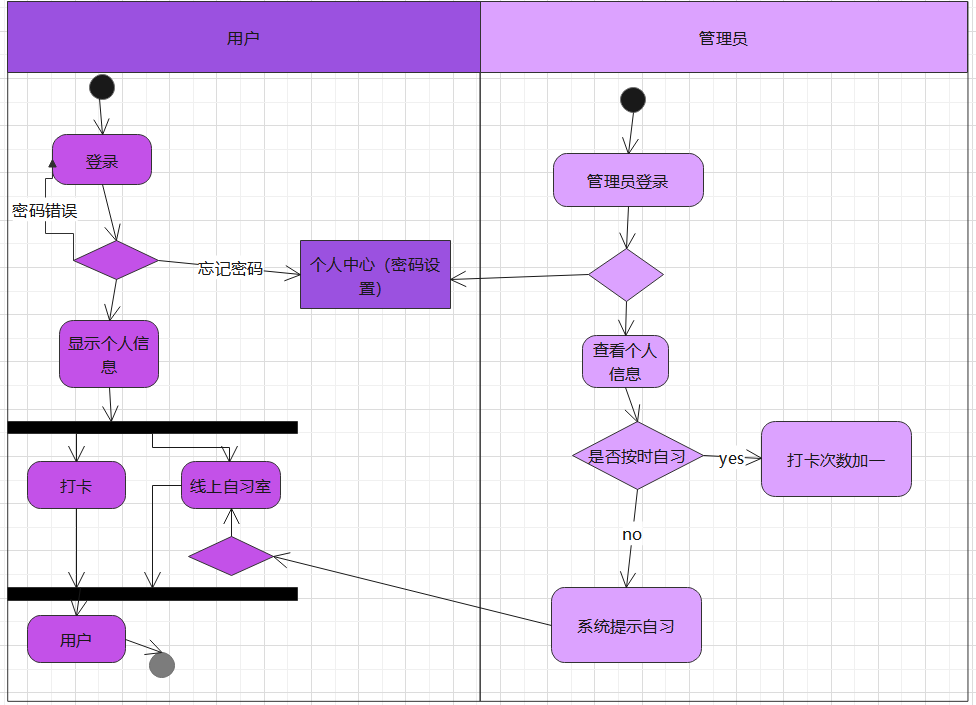 用户
管理员
登录
管理员登录
密码错误
忘记密码
个人中心（密码设
置）
显示个人信
息
查看个人
信息
是否按时自习
yes
打卡次数加一
打卡
线上自习室
no
系统提示自习
用户